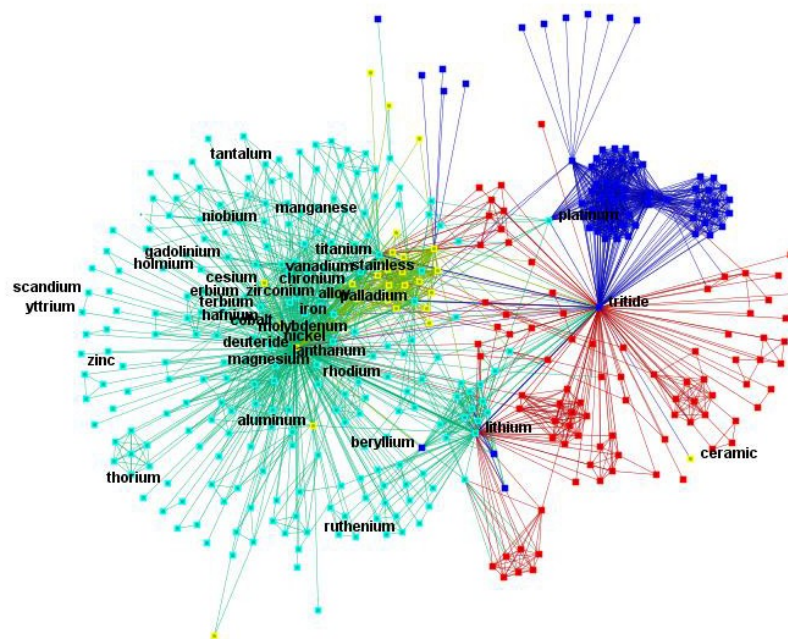 tantalum
niobium
manganese
platinum
gadolinium
titanium
holmium
vanadium
stainless
cesium
chronium
scandium
erbium
zirconium
alloy
palladium
terbium
tritide
yttrium
hafnium
iron
cobalt
molybdenum
nickel
deuteride
lanthanum
zinc
magnesium
rhodium
aluminum
lithium
beryllium
ceramic
thorium
ruthenium